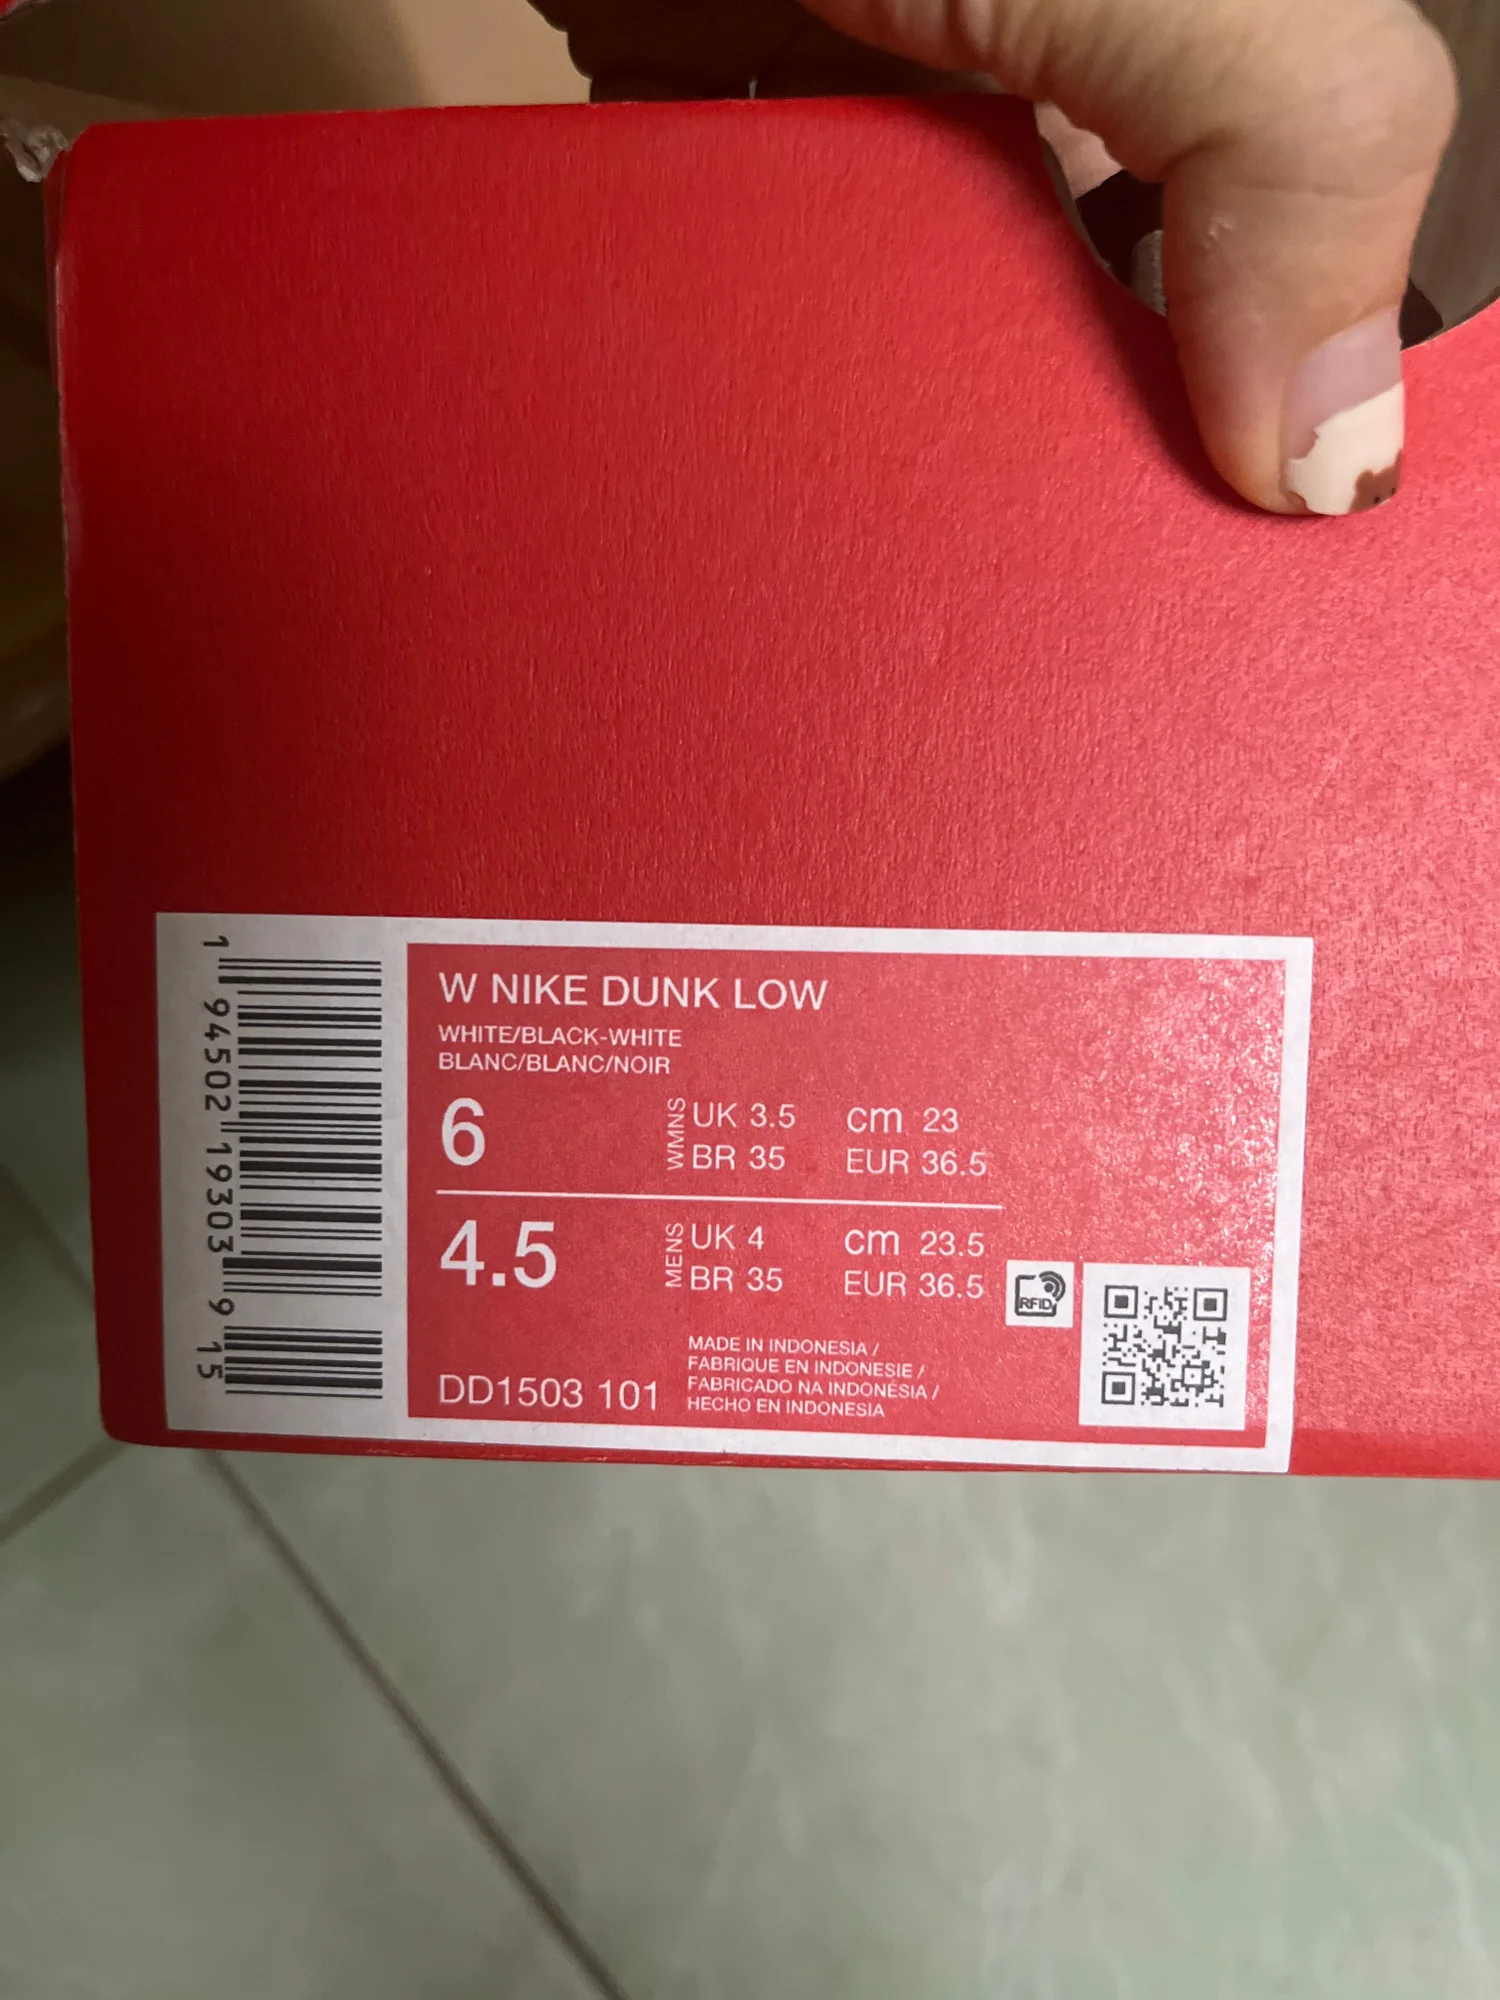 W NIKE DUNK LOW
WHITE/BLACK-WHITE
BLANC/BLANC/NOIR
6 WMNS UK 3.5 cm 23
BR 35 EUR 36.5
4.5 MENS UK 4 cm 23.5
BR 35 EUR 36.5
RFID
MADE IN INDONESIA /
FABRIQUE EN INDONESIE /
FABRICADO NA INDONÉSIA /
HECHO EN INDONESIA
DD1503 101
1 94502 19303 9 15